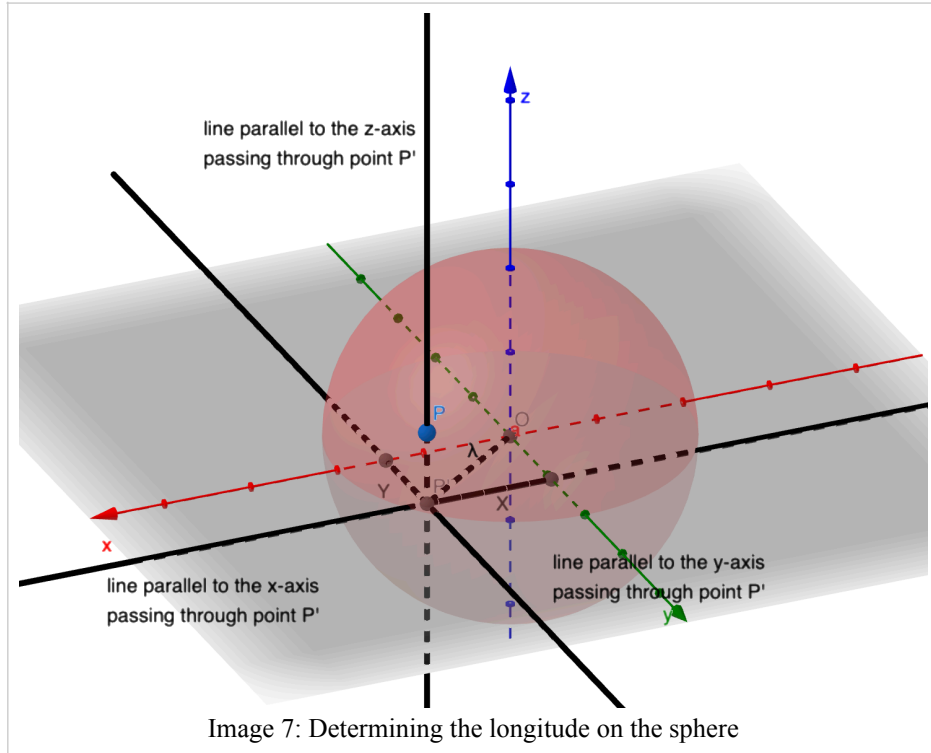 z
line parallel to the z-axis
passing through point P'
P
O
a
λ
P'
Y
X
x
line parallel to the y-axis
passing through point P'
line parallel to the x-axis
passing through point P'
y
Image 7: Determining the longitude on the sphere